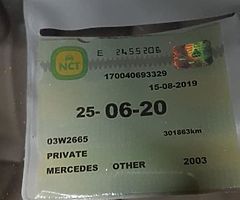 E 2455206
NCT
170040693329
15-08-2019
25-06-20
03W2665
301863km
PRIVATE
MERCEDES OTHER 2003